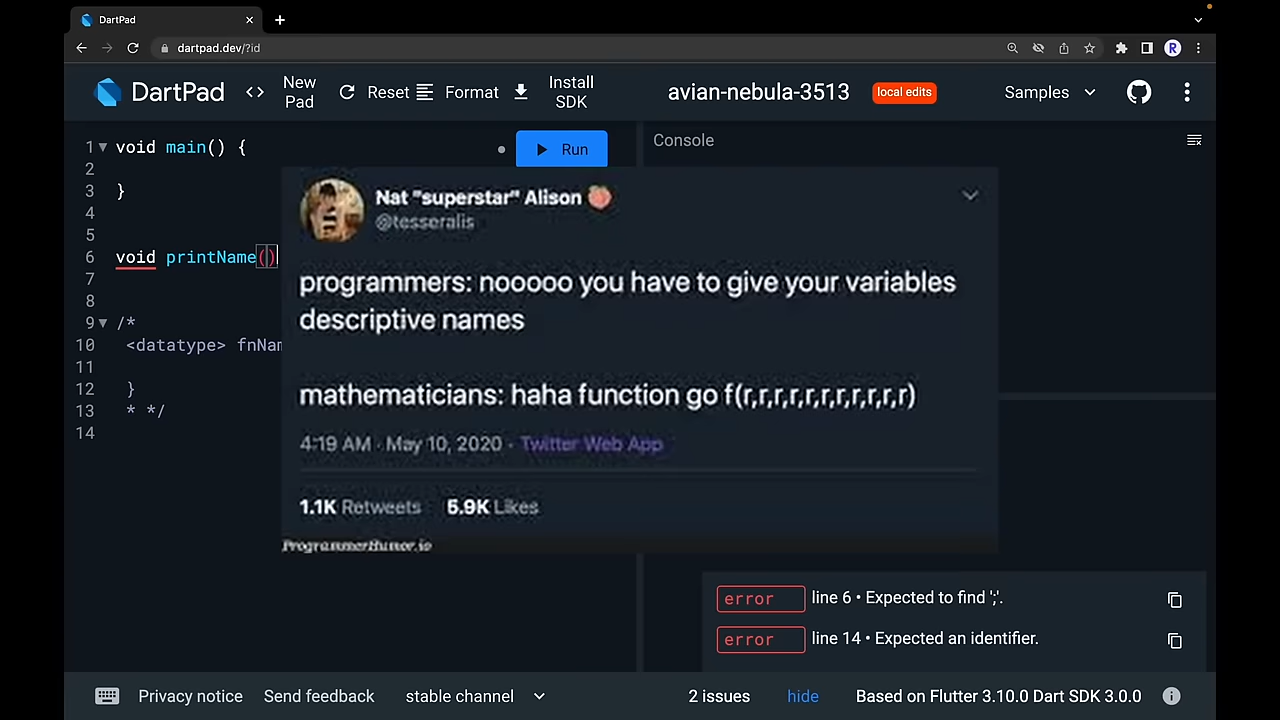 DartPad
dartpad.dev/?id
R
DartPad
<> New Pad
Reset
Format
Install SDK
avian-nebula-3513
local edits
Samples
1 void main() {
2
3 }
4
5
6 void printName()
7
8
9 /*
10 <datatype> fnNam
11
12 }
13 * */
14
Run
Console
Nat "superstar" Alison
@tesseralis
programmers: nooooo you have to give your variables
descriptive names
mathematicians: haha function go f(r,r,r,r,r,r,r,r,r,r,r)
4:19 AM · May 10, 2020 · Twitter Web App
1.1K Retweets 5.9K Likes
ProgrammerHumor.io
error line 6 • Expected to find ';'.
error line 14 • Expected an identifier.
Privacy notice
Send feedback
stable channel
2 issues
hide
Based on Flutter 3.10.0 Dart SDK 3.0.0